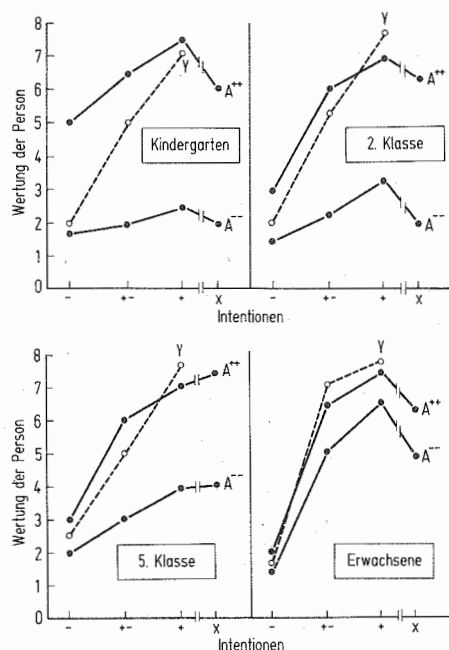 Wertung der Person
8
7
6
5
4
3
2
1
0
Y
A++
A--
Kindergarten
- +- + X
Intentionen
Y
A++
A--
2. Klasse
- +- + X
Wertung der Person
8
7
6
5
4
3
2
1
0
Y
A++
A--
5. Klasse
- +- + X
Intentionen
Y
A++
A--
Erwachsene
- +- + X
Intentionen